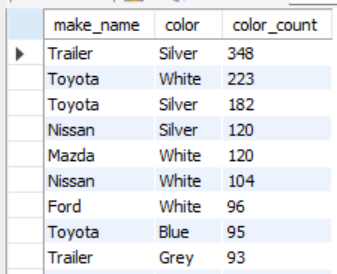 make_name color color_count
Trailer Silver 348
Toyota White 223
Toyota Silver 182
Nissan Silver 120
Mazda White 120
Nissan White 104
Ford White 96
Toyota Blue 95
Trailer Grey 93